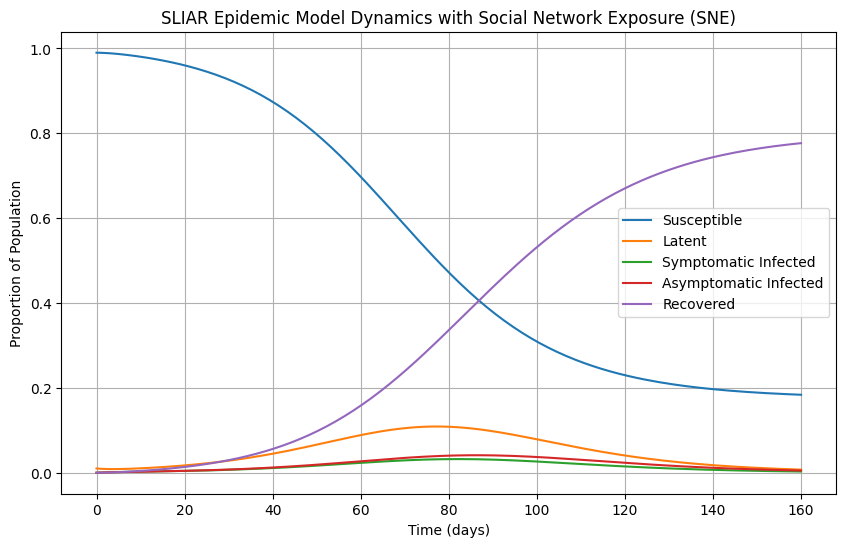 SLIAR Epidemic Model Dynamics with Social Network Exposure (SNE)
Proportion of Population
1.0
0.8
0.6
0.4
0.2
0.0
Susceptible
Latent
Symptomatic Infected
Asymptomatic Infected
Recovered
0 20 40 60 80 100 120 140 160
Time (days)